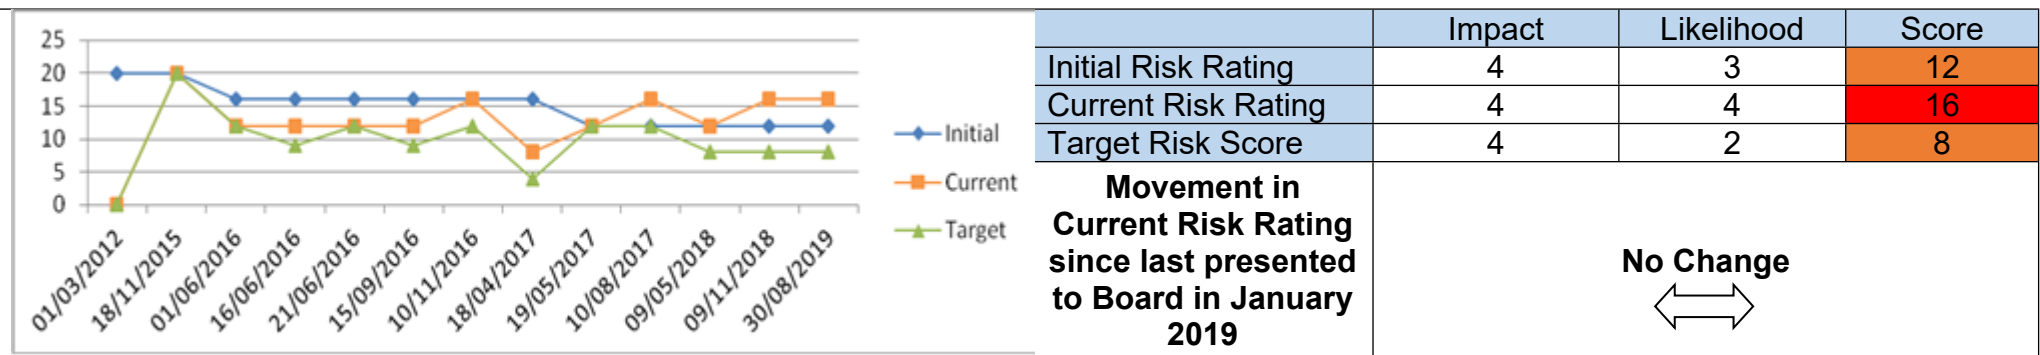 25
20
15
10
5
0
01/03/2012
18/11/2015
01/06/2016
16/06/2016
21/06/2016
15/09/2016
10/11/2016
18/04/2017
19/05/2017
10/08/2017
09/05/2018
09/11/2018
30/08/2019
Initial
Current
Target
Impact Likelihood Score
Initial Risk Rating 4 3 12
Current Risk Rating 4 4 16
Target Risk Score 4 2 8
Movement in
Current Risk Rating
since last presented
to Board in January
2019
No Change